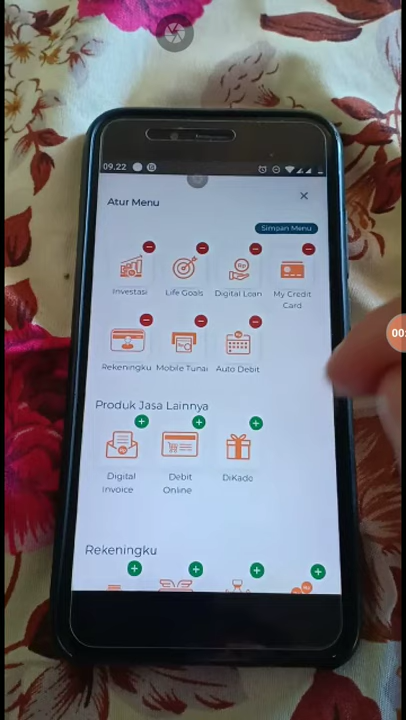 09.22
Atur Menu
Simpan Menu
Investasi
Life Goals
Digital Loan
My Credit
Card
Rekeningku
Mobile Tunai
Auto Debit
Produk Jasa Lainnya
Digital
Invoice
Debit
Online
DiKado
Rekeningku